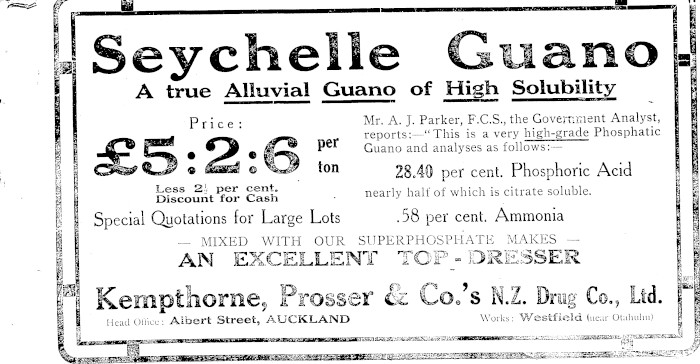 Seychelle Guano
A true Alluvial Guano of High Solubility
Price:
£5:2:6 per ton
Less 2½ per cent.
Discount for Cash
Special Quotations for Large Lots
Mr. A. J. Parker, F.C.S., the Government Analyst,
reports:—"This is a very high-grade Phosphatic
Guano and analyses as follows:—
28.40 per cent. Phosphoric Acid
nearly half of which is citrate soluble.
.58 per cent. Ammonia
— MIXED WITH OUR SUPERPHOSPHATE MAKES —
AN EXCELLENT TOP-DRESSER
Kempthorne, Prosser & Co.'s N.Z. Drug Co., Ltd.
Head Office: Albert Street, AUCKLAND
Works: Westfield (near Otahuhu)